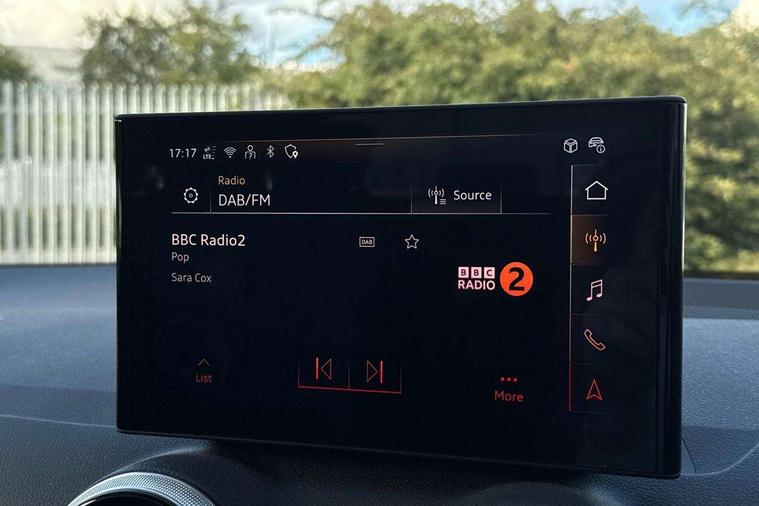 17:17 LTE
Radio
DAB/FM
Source
BBC Radio2
DAB
Pop
Sara Cox
BBC
RADIO 2
List
More